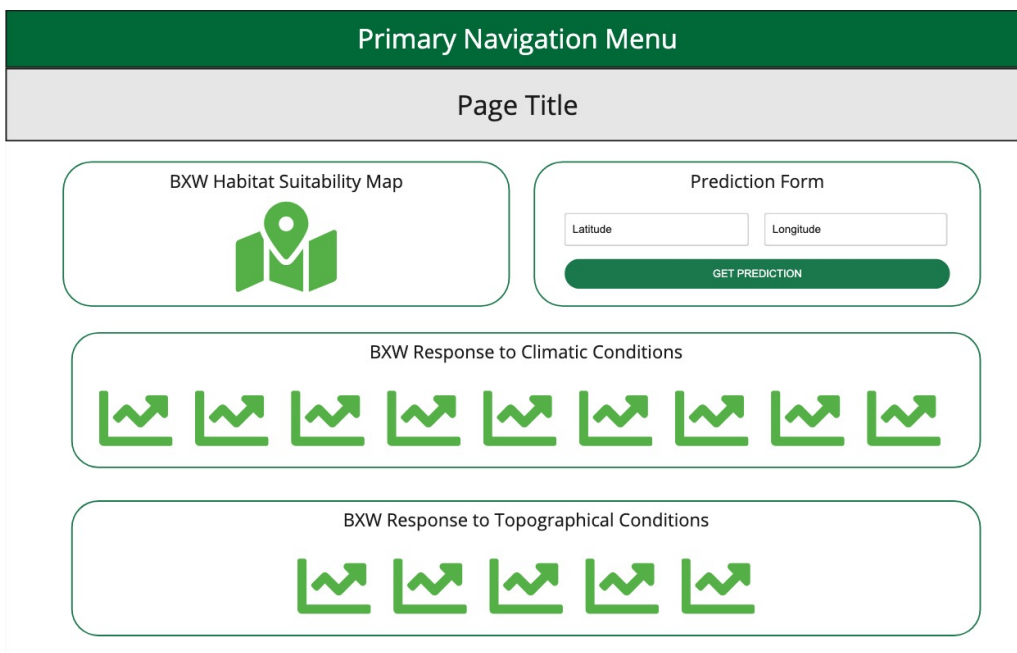 Primary Navigation Menu
Page Title
BXW Habitat Suitability Map
Prediction Form
Latitude
Longitude
GET PREDICTION
BXW Response to Climatic Conditions
BXW Response to Topographical Conditions